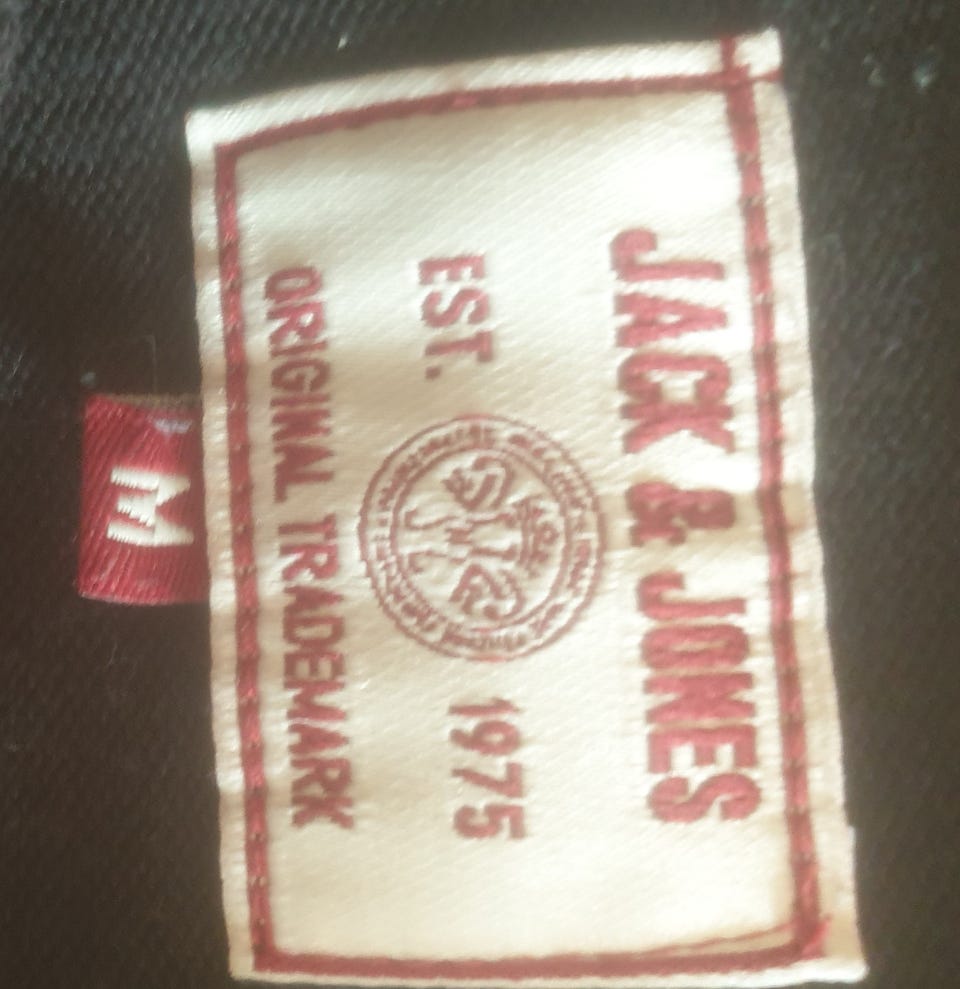 JACK & JONES
EST. 1975
ORIGINAL TRADEMARK
M